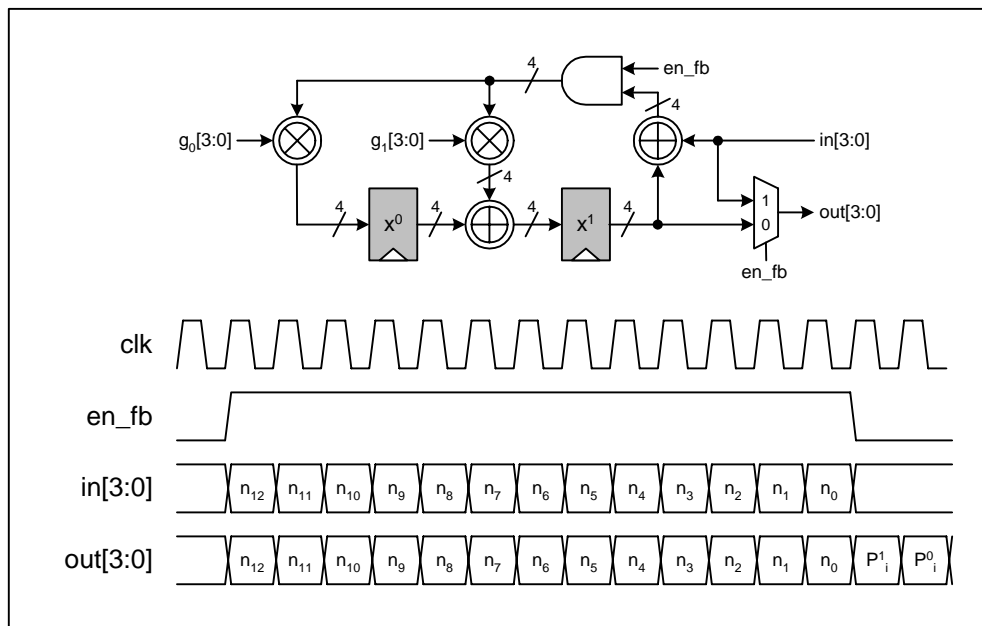 4
en_fb
4
g₀[3:0]
g₁[3:0]
in[3:0]
4
4
x⁰
4
4
x¹
4
1
0
out[3:0]
en_fb
clk
en_fb
in[3:0]
n₁₂ n₁₁ n₁₀ n₉ n₈ n₇ n₆ n₅ n₄ n₃ n₂ n₁ n₀
out[3:0]
n₁₂ n₁₁ n₁₀ n₉ n₈ n₇ n₆ n₅ n₄ n₃ n₂ n₁ n₀ P¹ᵢ P⁰ᵢ